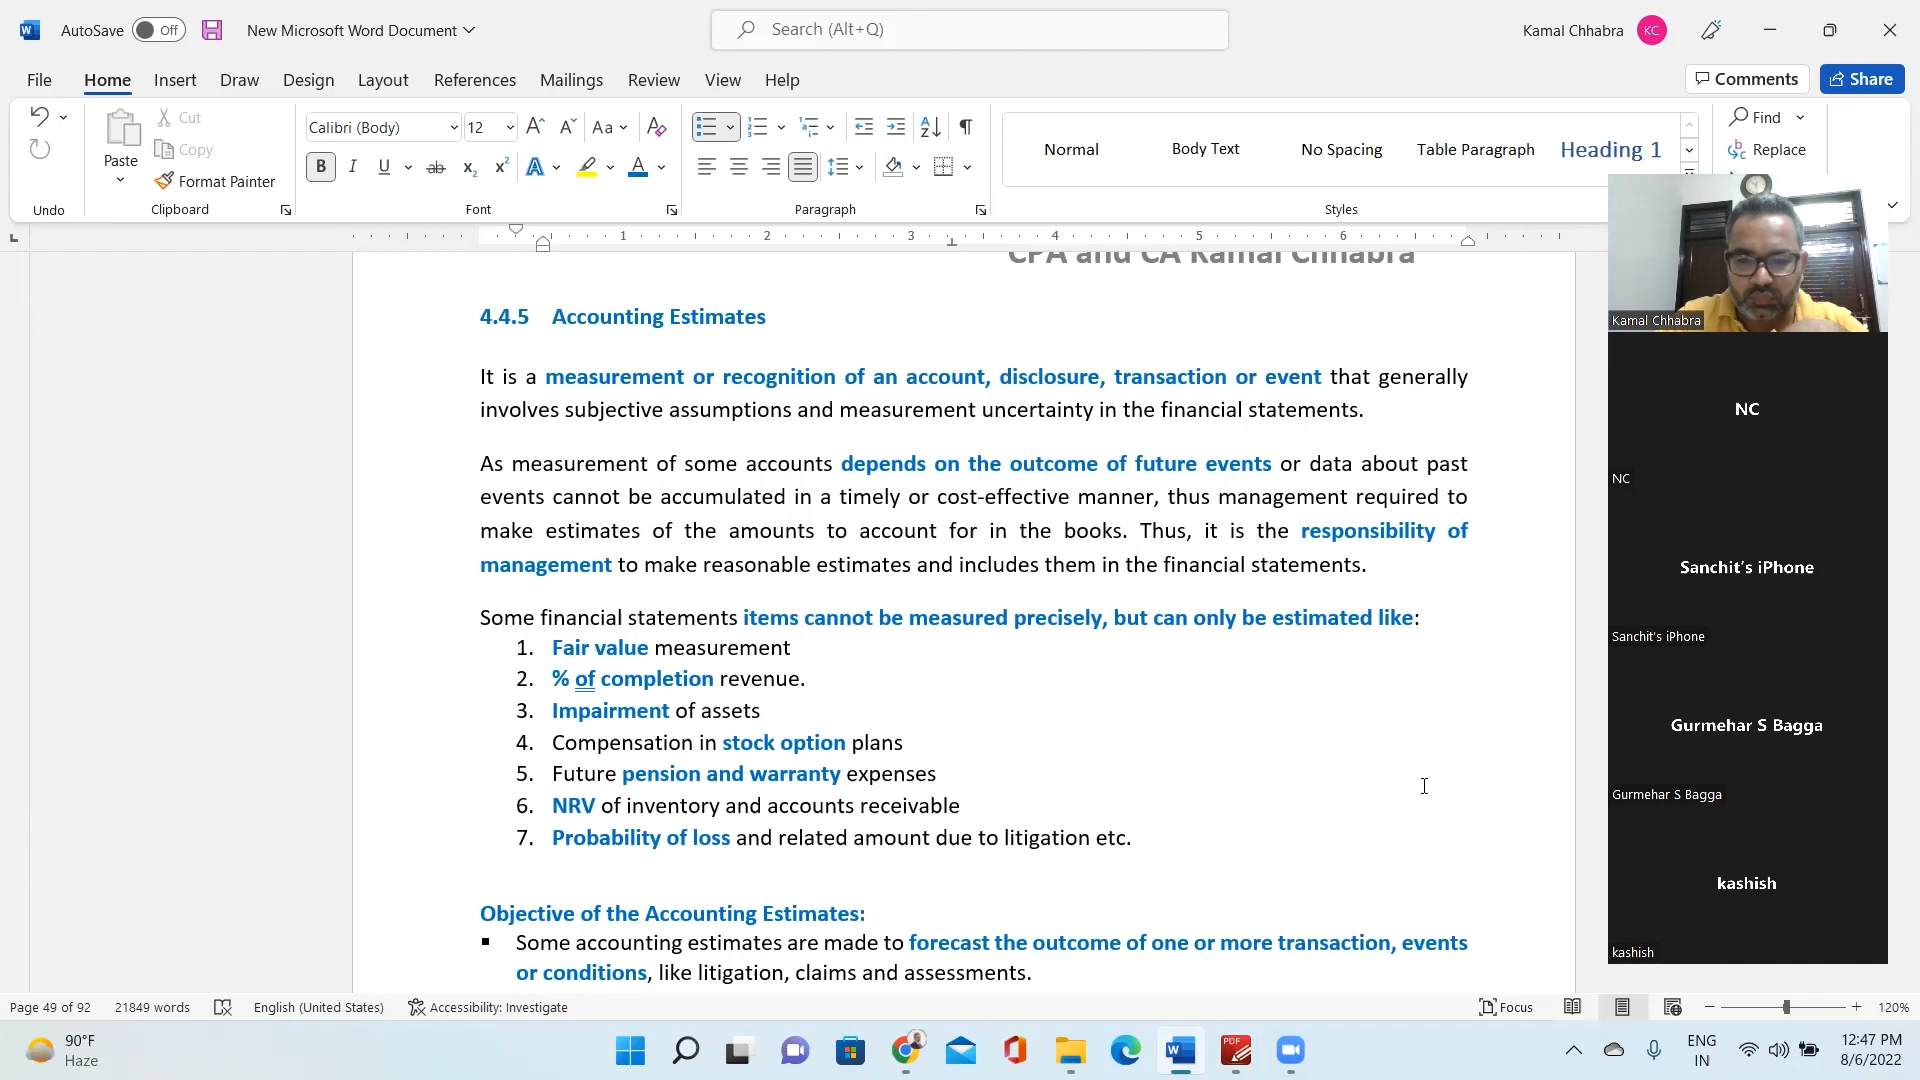 AutoSave Off New Microsoft Word Document Search (Alt+Q) Kamal Chhabra KC
File Home Insert Draw Design Layout References Mailings Review View Help Comments Share
Paste Cut Copy Format Painter
Calibri (Body) 12
Normal Body Text No Spacing Table Paragraph Heading 1
Find
Replace
Undo Clipboard Font Paragraph Styles
1 2 3 4 5 6
CPA and CA Kamal Chhabra
4.4.5 Accounting Estimates
It is a measurement or recognition of an account, disclosure, transaction or event that generally
involves subjective assumptions and measurement uncertainty in the financial statements.
As measurement of some accounts depends on the outcome of future events or data about past
events cannot be accumulated in a timely or cost-effective manner, thus management required to
make estimates of the amounts to account for in the books. Thus, it is the responsibility of
management to make reasonable estimates and includes them in the financial statements.
Some financial statements items cannot be measured precisely, but can only be estimated like:
1. Fair value measurement
2. % of completion revenue.
3. Impairment of assets
4. Compensation in stock option plans
5. Future pension and warranty expenses
6. NRV of inventory and accounts receivable
7. Probability of loss and related amount due to litigation etc.
Objective of the Accounting Estimates:
▪ Some accounting estimates are made to forecast the outcome of one or more transaction, events
or conditions, like litigation, claims and assessments.
Kamal Chhabra
NC
NC
Sanchit's iPhone
Sanchit's iPhone
Gurmehar S Bagga
Gurmehar S Bagga
kashish
kashish
Page 49 of 92 21849 words English (United States) Accessibility: Investigate Focus 120%
90°F
Haze
ENG
IN
12:47 PM
8/6/2022